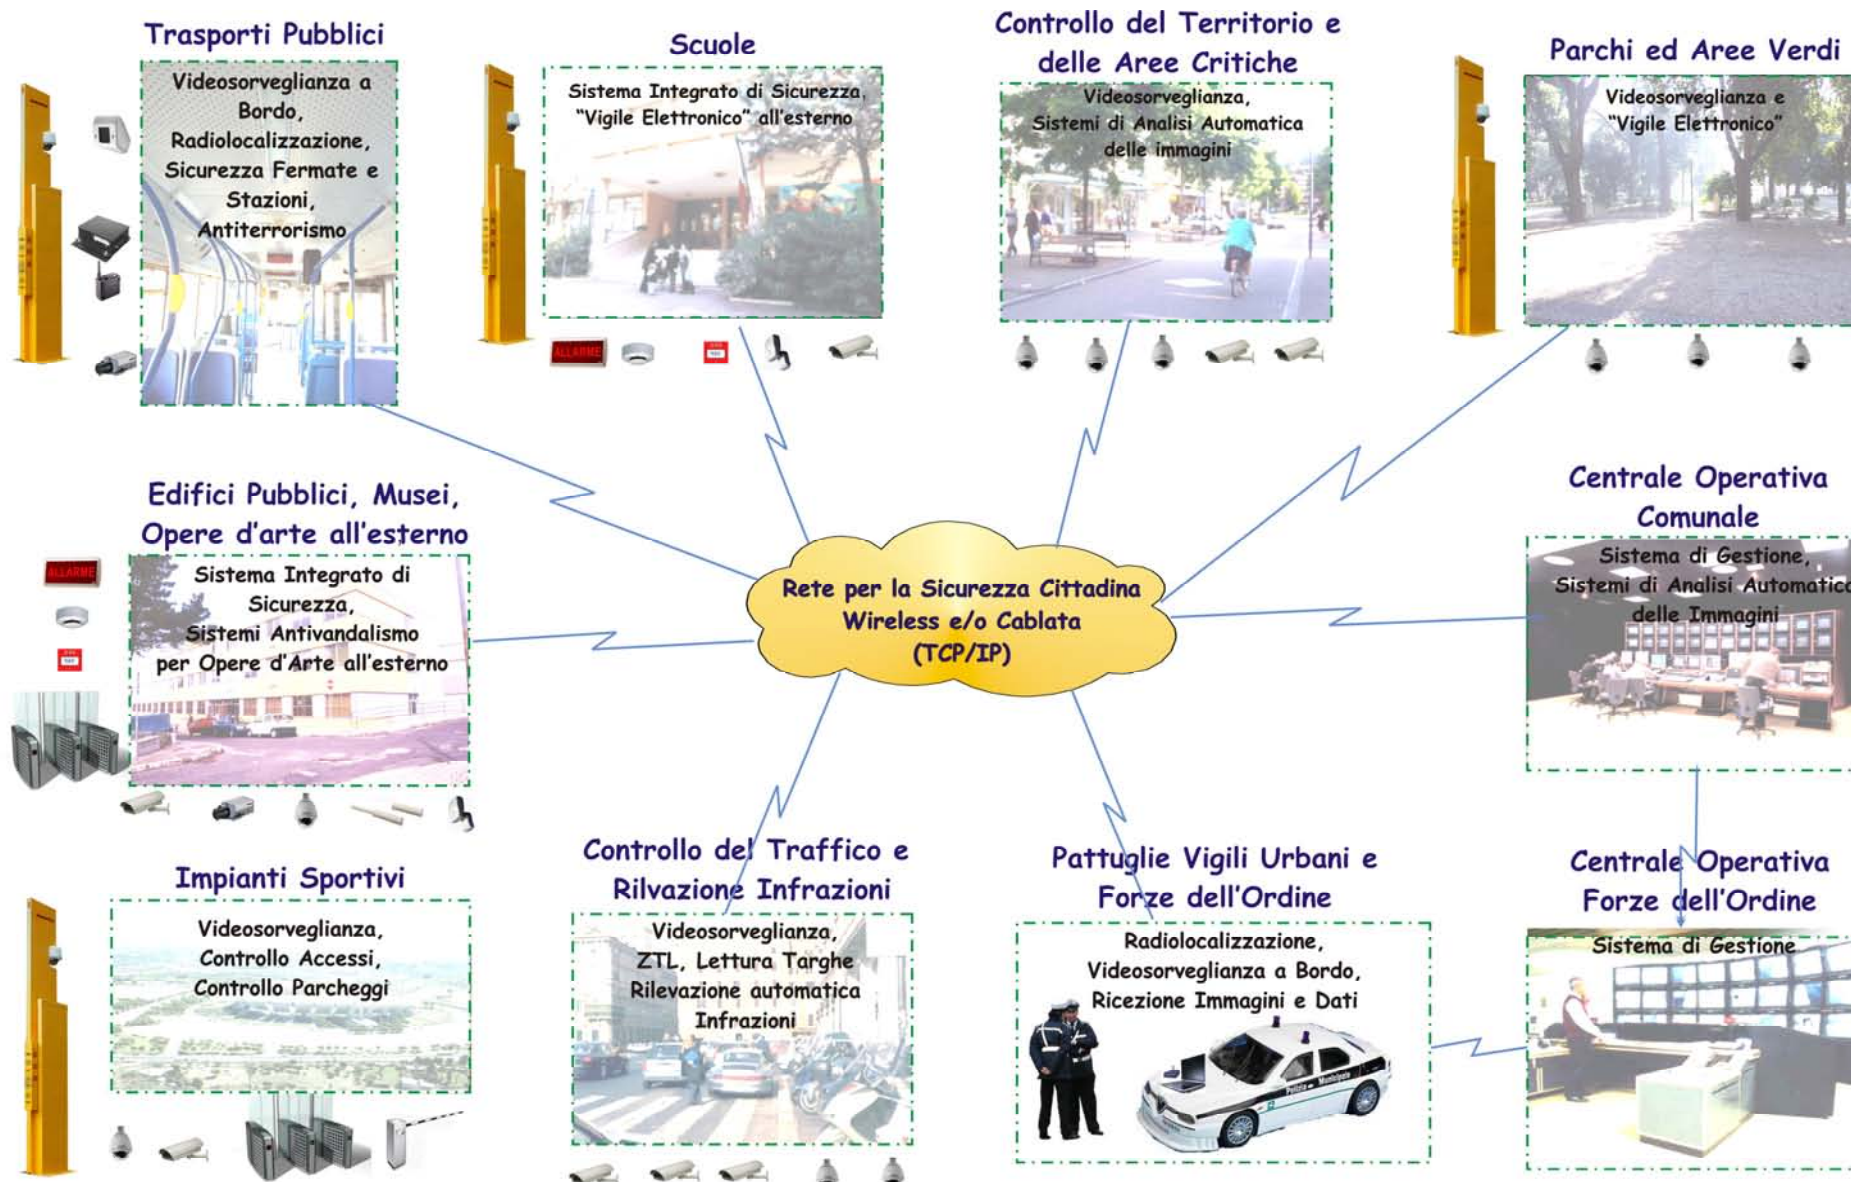 Trasporti Pubblici
Videosorveglianza a
Bordo,
Radiolocalizzazione,
Sicurezza Fermate e
Stazioni,
Antiterrorismo
Scuole
Sistema Integrato di Sicurezza,
“Vigile Elettronico” all'esterno
ALLARME
Controllo del Territorio e
delle Aree Critiche
Videosorveglianza,
Sistemi di Analisi Automatica
delle immagini
Parchi ed Aree Verdi
Videosorveglianza e
“Vigile Elettronico”
Edifici Pubblici, Musei,
Opere d'arte all'esterno
ALLARME
Sistema Integrato di
Sicurezza,
Sistemi Antivandalismo
per Opere d'Arte all'esterno
Rete per la Sicurezza Cittadina
Wireless e/o Cablata
(TCP/IP)
Centrale Operativa
Comunale
Sistema di Gestione,
Sistemi di Analisi Automatica
delle Immagini
Impianti Sportivi
Videosorveglianza,
Controllo Accessi,
Controllo Parcheggi
Controllo del Traffico e
Rilvazione Infrazioni
Videosorveglianza,
ZTL, Lettura Targhe
Rilevazione automatica
Infrazioni
Pattuglie Vigili Urbani e
Forze dell'Ordine
Radiolocalizzazione,
Videosorveglianza a Bordo,
Ricezione Immagini e Dati
Polizia Municipale
Centrale Operativa
Forze dell'Ordine
Sistema di Gestione